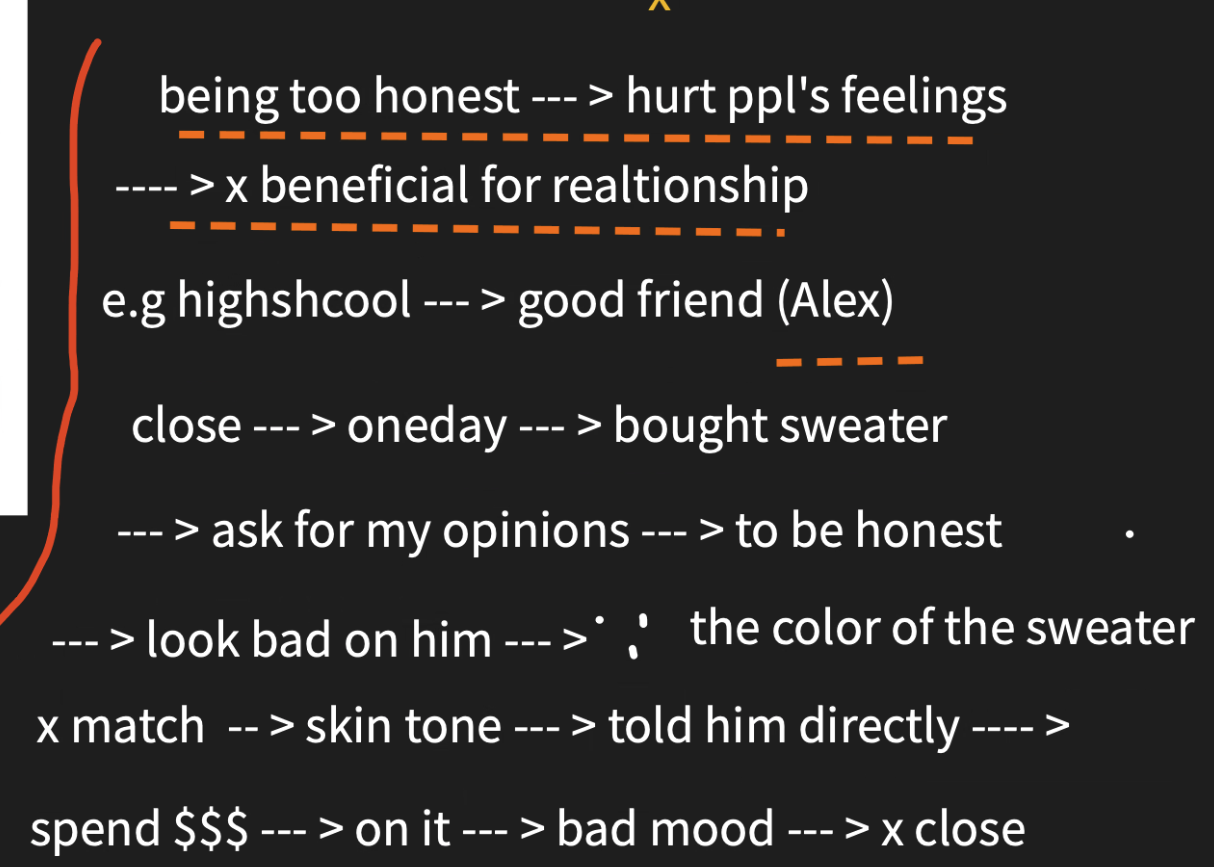 being too honest --- > hurt ppl's feelings
---- > x beneficial for realtionship
e.g highshcool --- > good friend (Alex)
close --- > oneday --- > bought sweater
--- > ask for my opinions --- > to be honest
--- > look bad on him --- > ∵ the color of the sweater
x match -- > skin tone --- > told him directly ---- >
spend $$$ --- > on it --- > bad mood --- > x close